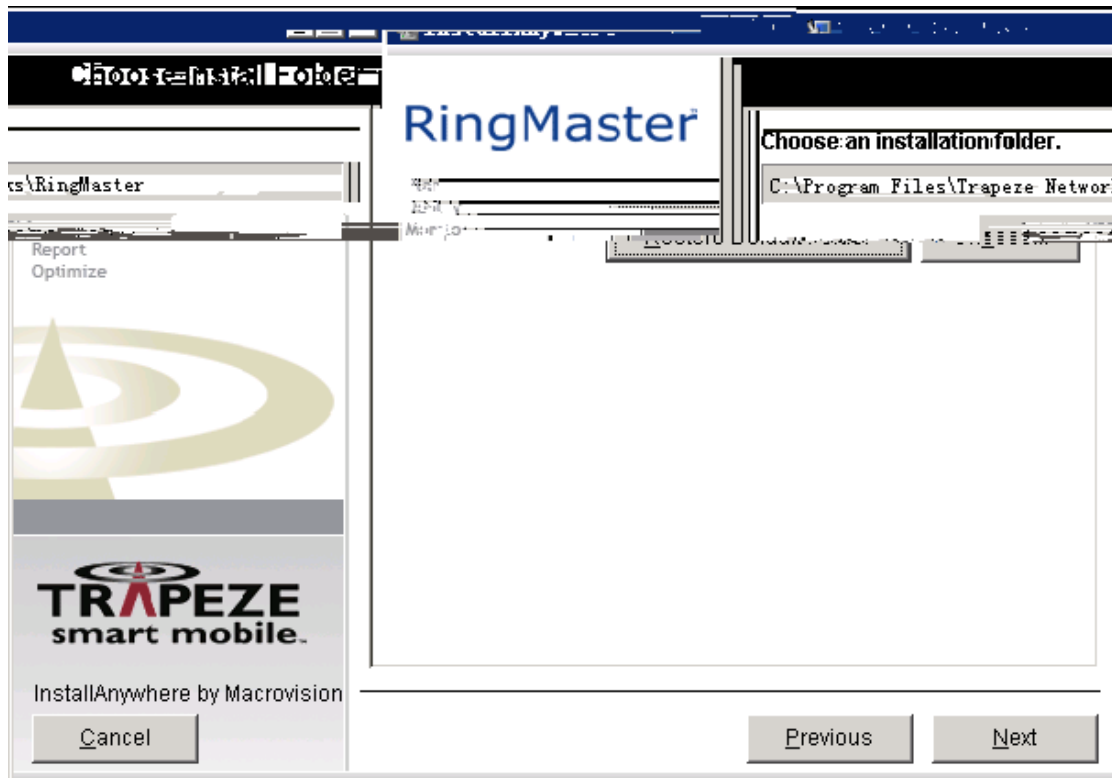 Choose Install Folder
RingMaster
Choose an installation folder.
ks\RingMaster
C:\Program Files\Trapeze Networ
Report
Optimize
TRAPEZE
smart mobile.
InstallAnywhere by Macrovision
Cancel
Previous
Next